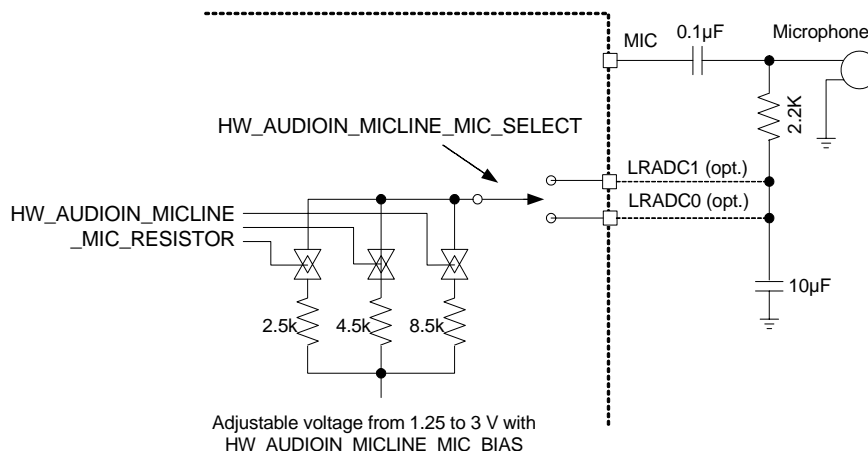 MIC
0.1µF
Microphone
2.2K
HW_AUDIOIN_MICLINE_MIC_SELECT
LRADC1 (opt.)
LRADC0 (opt.)
HW_AUDIOIN_MICLINE
_MIC_RESISTOR
10µF
2.5k
4.5k
8.5k
Adjustable voltage from 1.25 to 3 V with
HW_AUDIOIN_MICLINE_MIC_BIAS